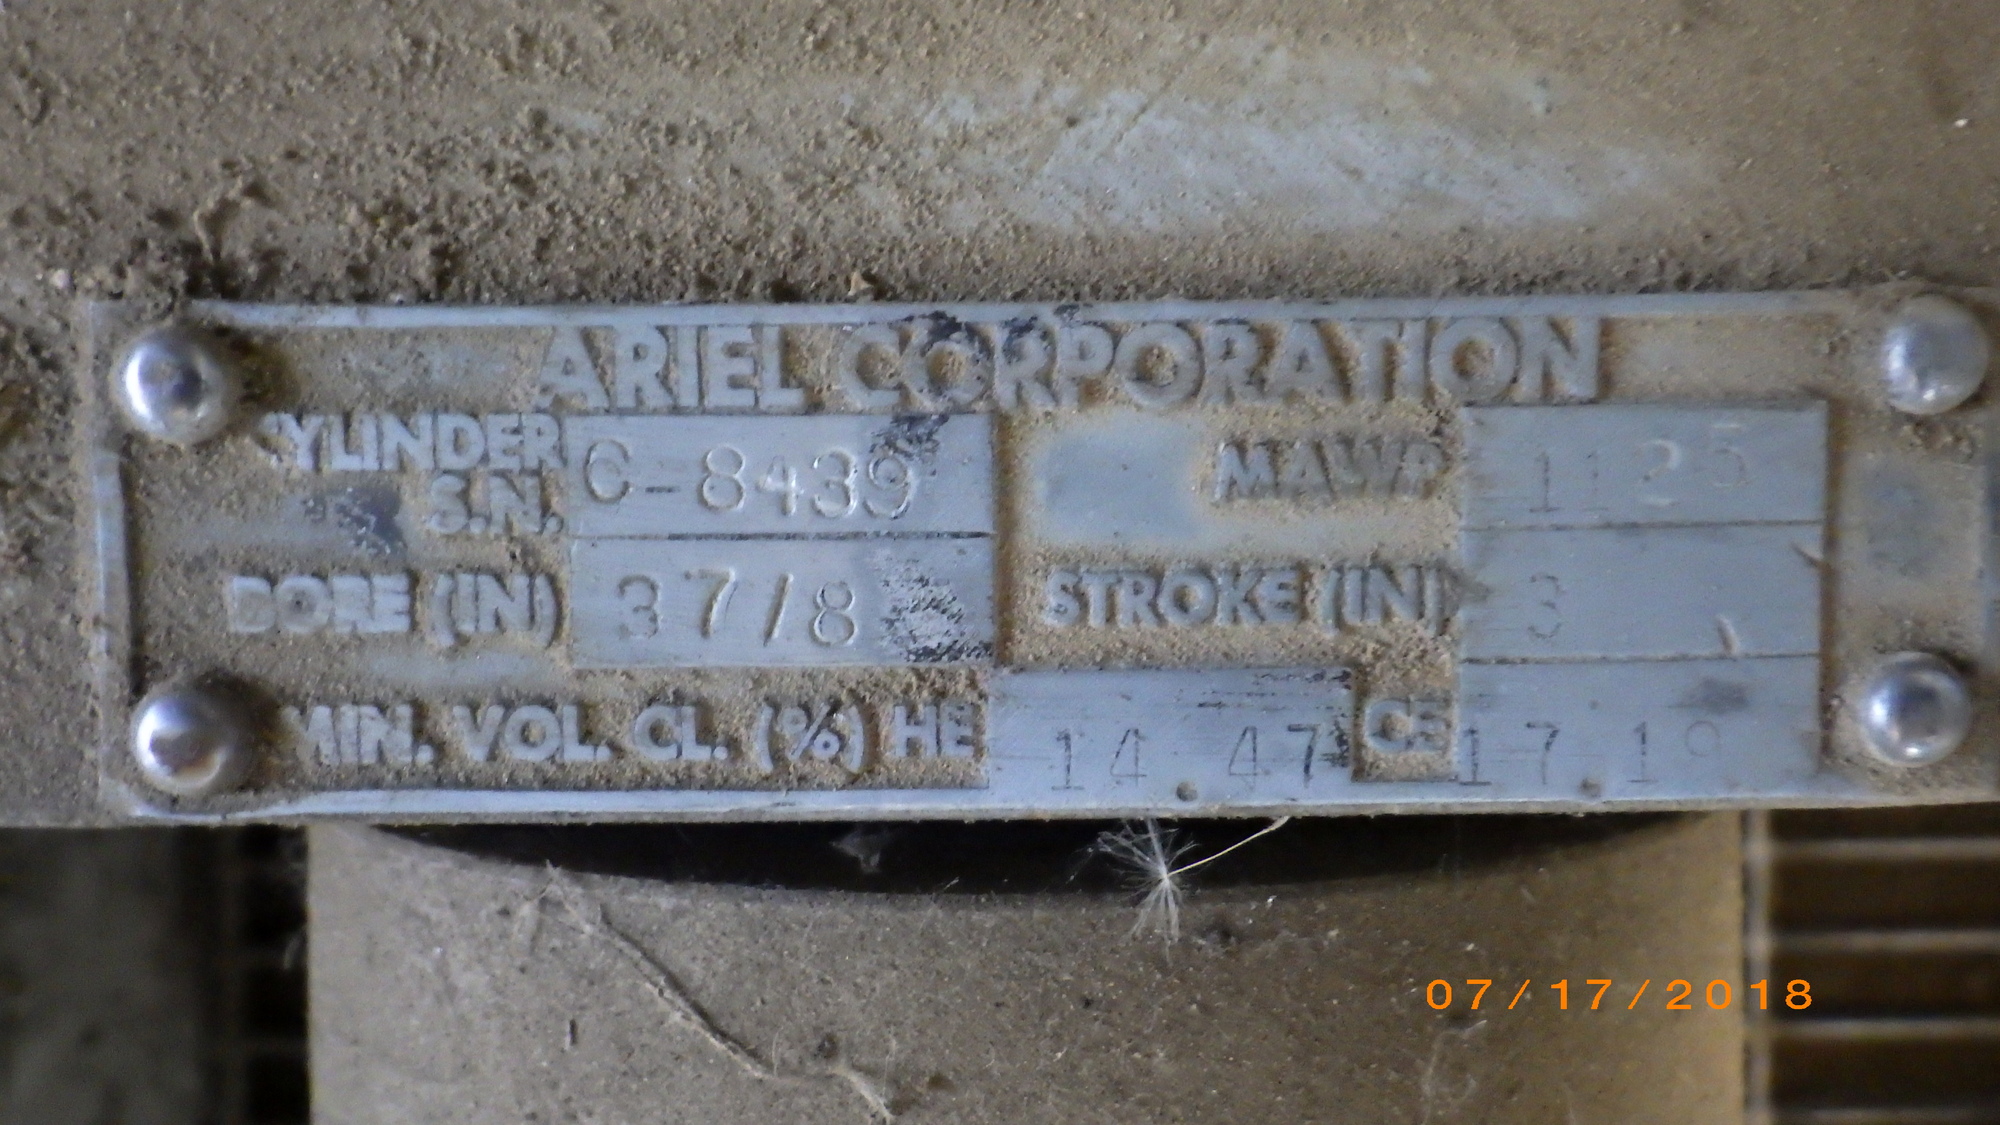 ARIEL CORPORATION
CYLINDER S.N. C-8439 MAWP 1125
BORE (IN) 3 7/8 STROKE (IN) 3
MIN. VOL. CL. (%) HE 14.47 CE 17.19
07/17/2018